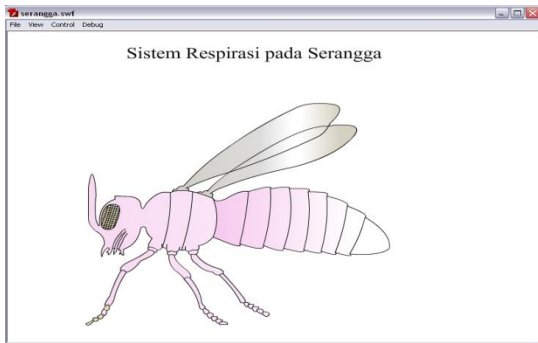 serangga.swf
File View Control Debug
Sistem Respirasi pada Serangga